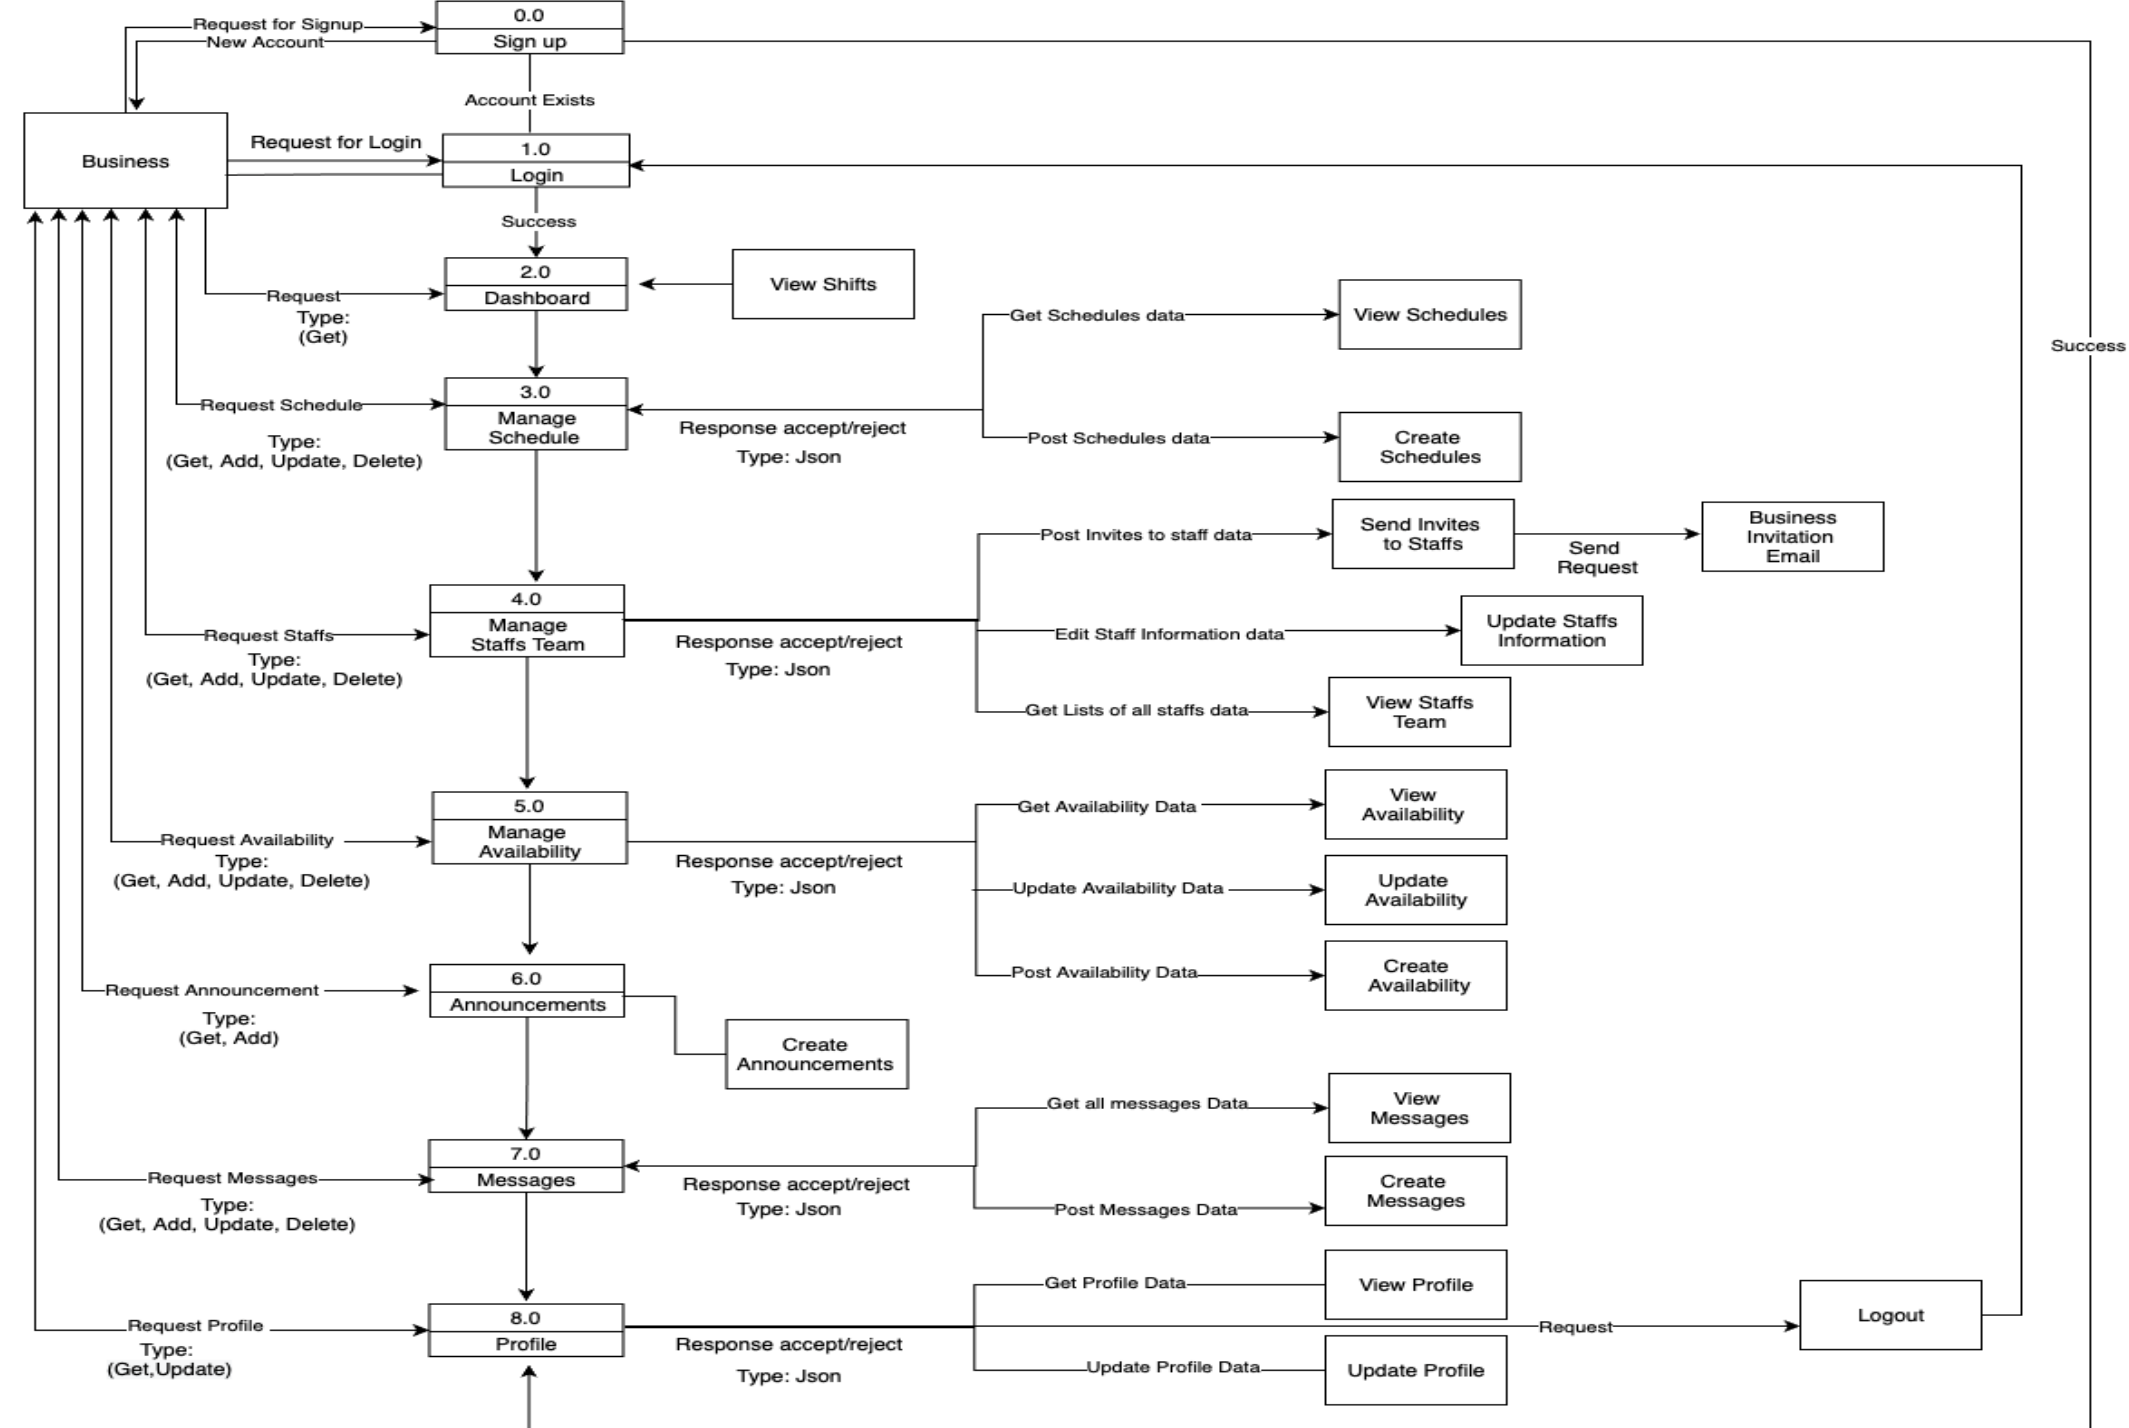 0.0
Request for Signup
Sign up
New Account
Account Exists
Business
Request for Login
1.0
Login
Success
2.0
Dashboard
View Shifts
Request
Type:
(Get)
Get Schedules data
View Schedules
Success
3.0
Manage
Schedule
Request Schedule
Type:
(Get, Add, Update, Delete)
Response accept/reject
Type: Json
Post Schedules data
Create
Schedules
Post Invites to staff data
Send Invites
to Staffs
Send
Request
Business
Invitation
Email
4.0
Manage
Staffs Team
Request Staffs
Type:
(Get, Add, Update, Delete)
Response accept/reject
Type: Json
Edit Staff Information data
Update Staffs
Information
Get Lists of all staffs data
View Staffs
Team
5.0
Manage
Availability
Request Availability
Type:
(Get, Add, Update, Delete)
Response accept/reject
Type: Json
Get Availability Data
View
Availability
Update Availability Data
Update
Availability
Post Availability Data
Create
Availability
6.0
Announcements
Request Announcement
Type:
(Get, Add)
Create
Announcements
Get all messages Data
View
Messages
7.0
Messages
Request Messages
Type:
(Get, Add, Update, Delete)
Response accept/reject
Type: Json
Post Messages Data
Create
Messages
Get Profile Data
View Profile
8.0
Profile
Request Profile
Type:
(Get,Update)
Response accept/reject
Type: Json
Request
Logout
Update Profile Data
Update Profile